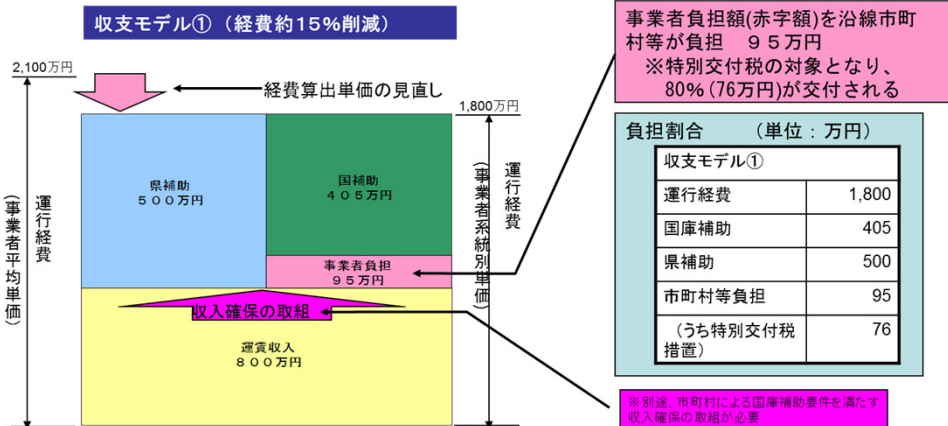 収支モデル①（経費約15%削減）
事業者負担額(赤字額)を沿線市町
村等が負担　９５万円
※特別交付税の対象となり、
80%(76万円)が交付される
2,100万円
経費算出単価の見直し
1,800万円
県補助
５００万円
国補助
４０５万円
事業者負担
９５万円
収入確保の取組
運賃収入
８００万円
運行経費
(事業者平均単価)
運行経費
(事業者系統別単価)
負担割合　（単位：万円）
収支モデル①
運行経費 1,800
国庫補助 405
県補助 500
市町村等負担 95
（うち特別交付税 76
措置）
※別途、市町村による国庫補助要件を満たす
収入確保の取組が必要